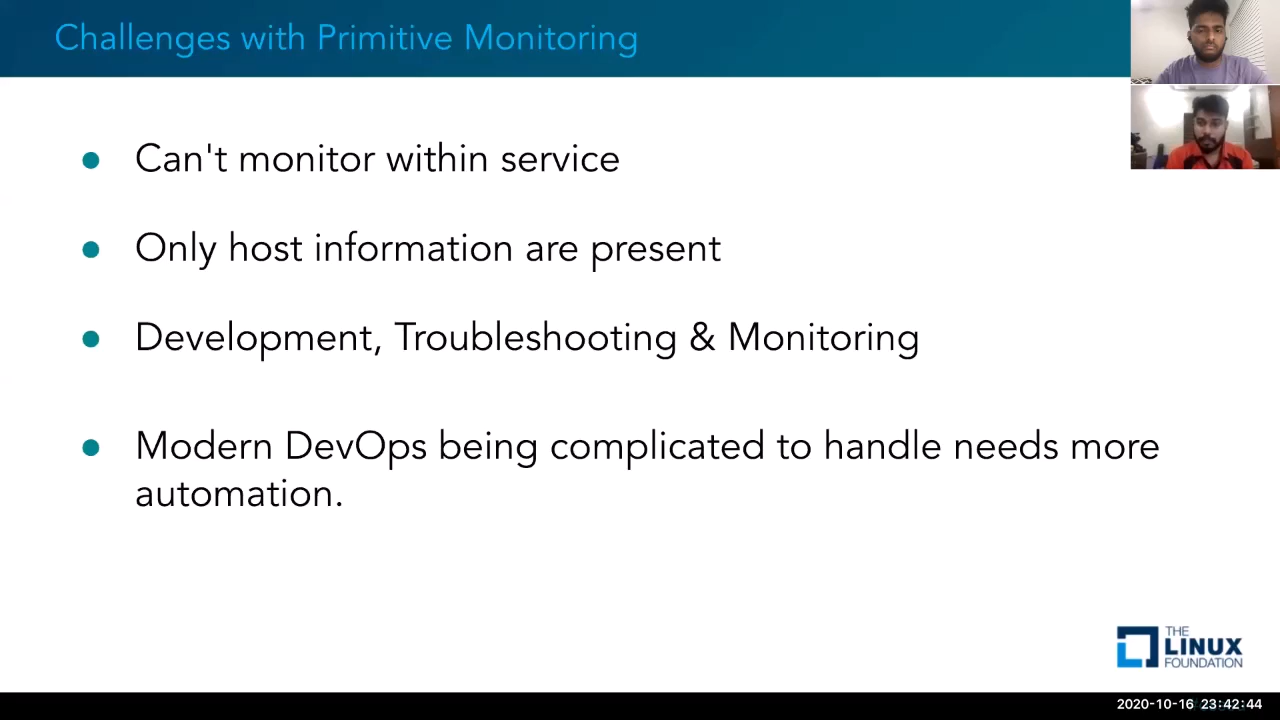 Challenges with Primitive Monitoring
Can't monitor within service
Only host information are present
Development, Troubleshooting & Monitoring
Modern DevOps being complicated to handle needs more
automation.
THE
LINUX
FOUNDATION
2020-10-16 23:42:44